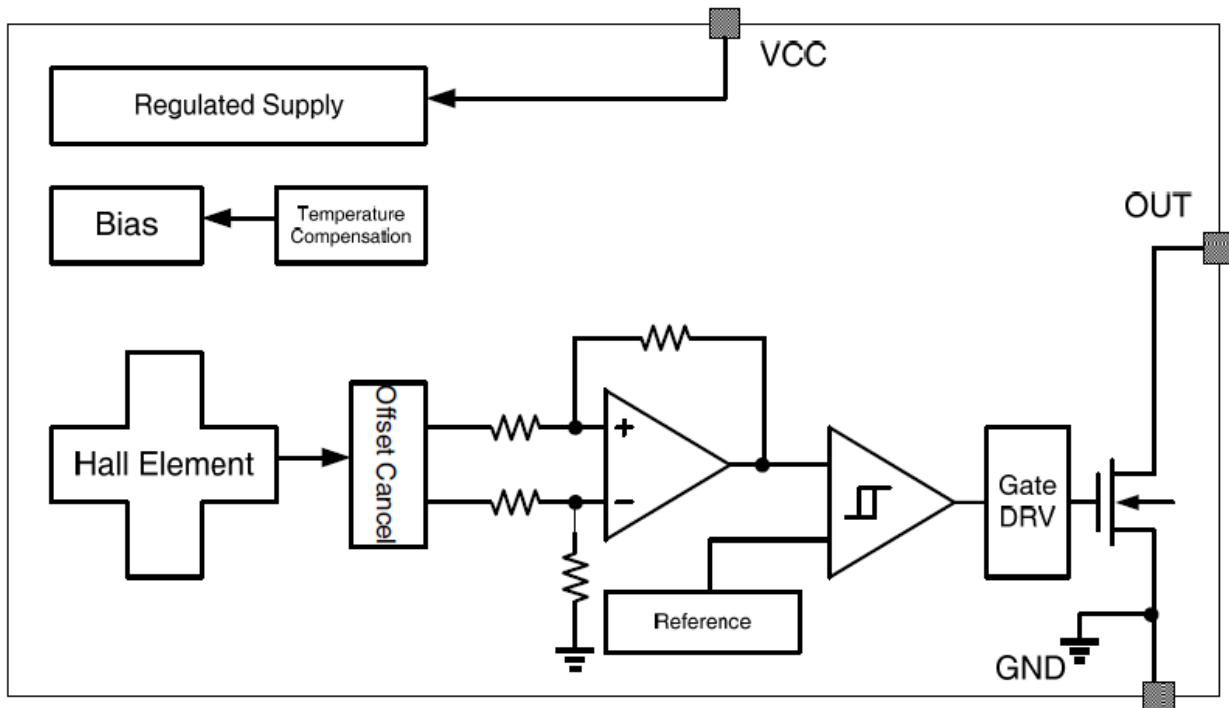 VCC
Regulated Supply
Bias
Temperature
Compensation
OUT
Hall Element
Offset Cancel
+
−
Gate
DRV
Reference
GND